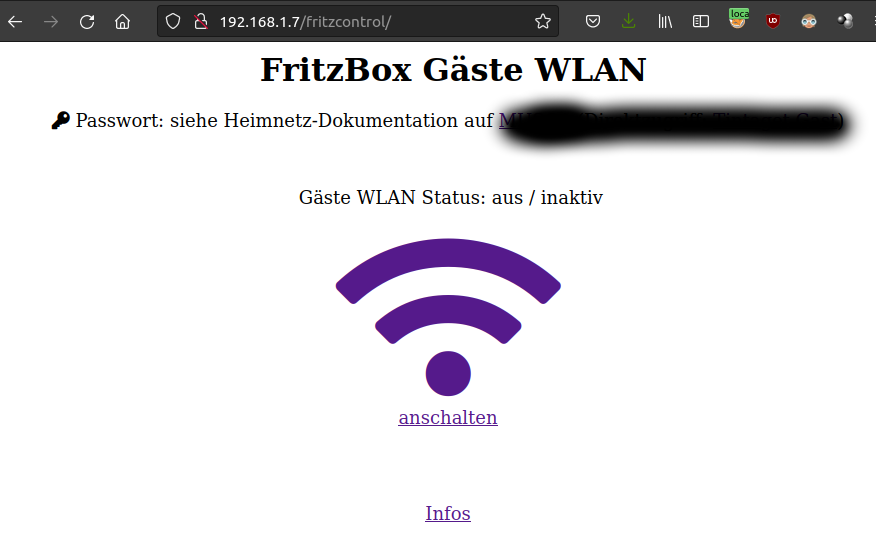 192.168.1.7/fritzcontrol/
loca
FritzBox Gäste WLAN
Passwort: siehe Heimnetz-Dokumentation auf
Gäste WLAN Status: aus / inaktiv
anschalten
Infos